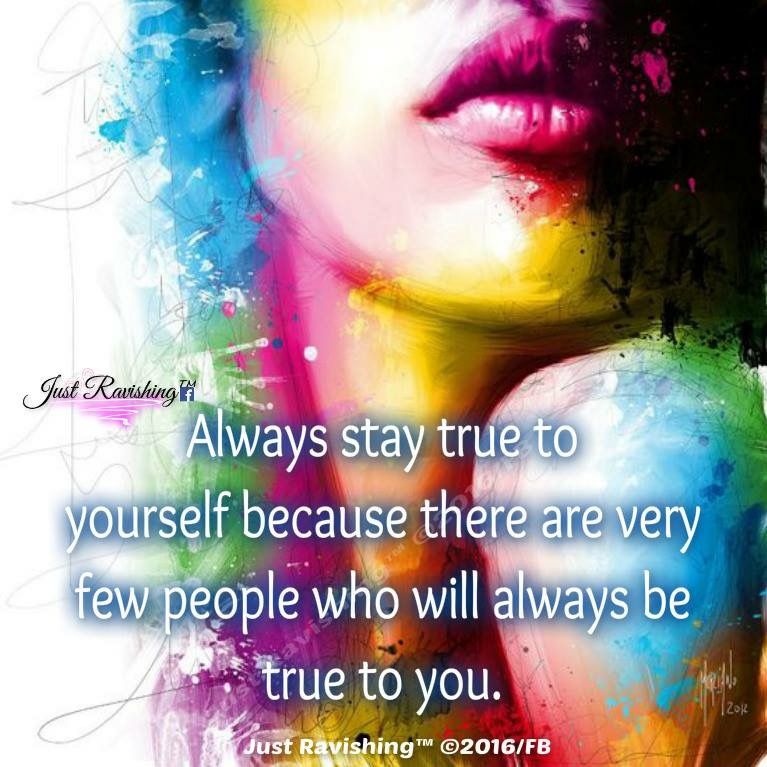 Just Ravishing™
Always stay true to
yourself because there are very
few people who will always be
true to you.
Just Ravishing™ ©2016/FB